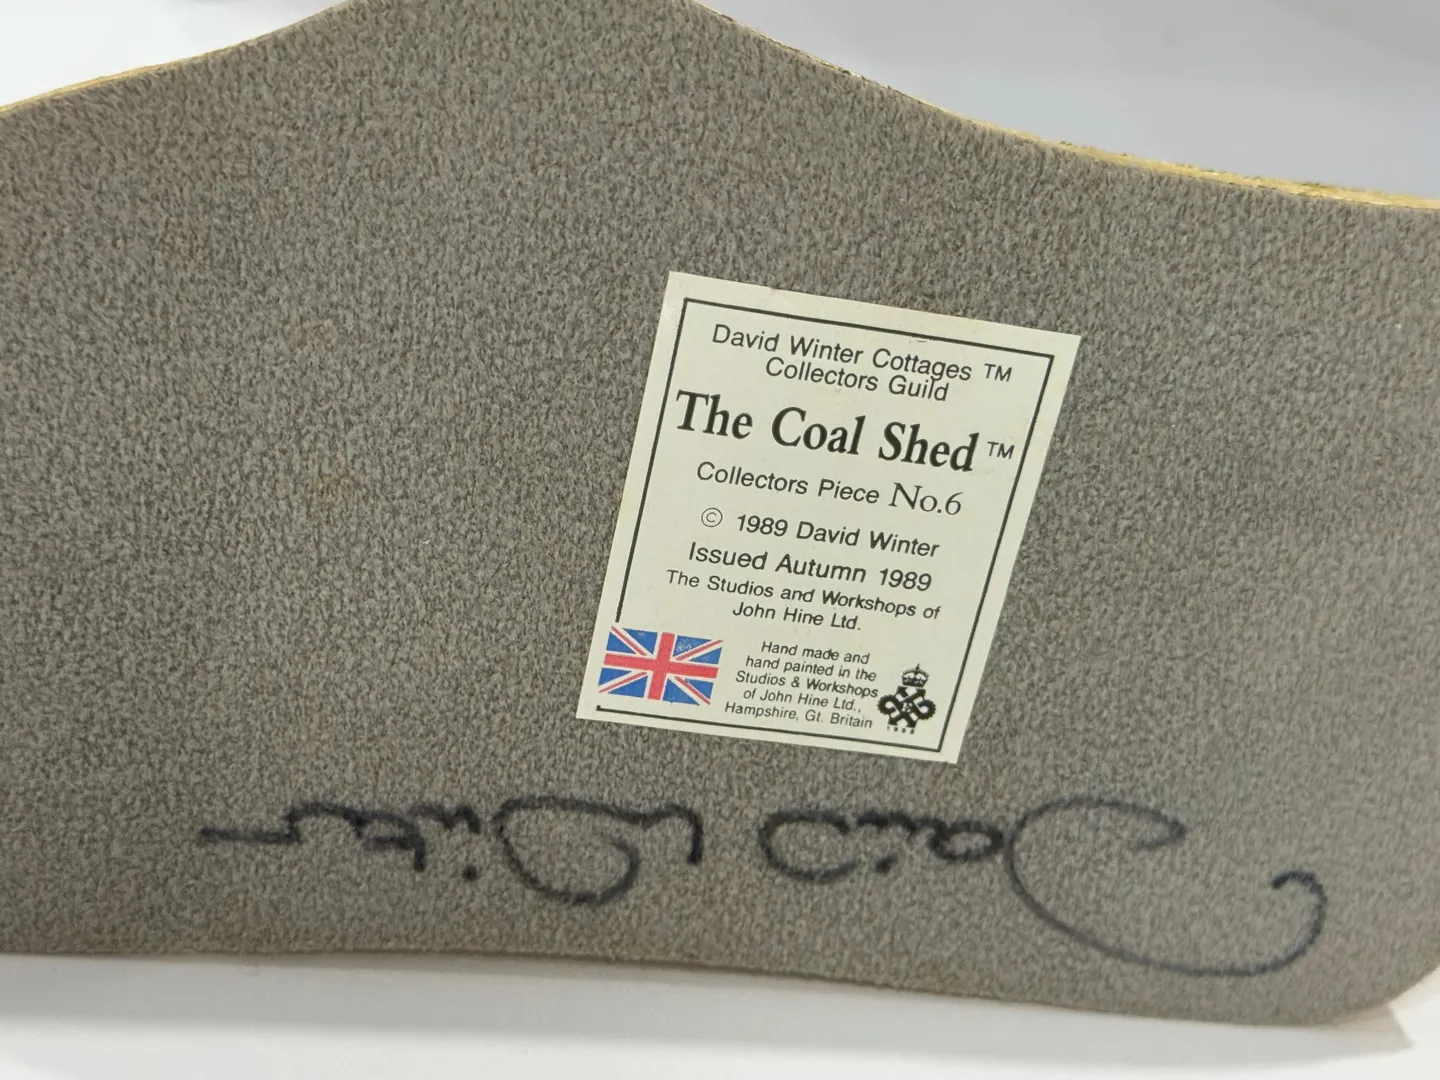 David Winter Cottages ™
Collectors Guild
The Coal Shed ™
Collectors Piece No.6
© 1989 David Winter
Issued Autumn 1989
The Studios and Workshops of
John Hine Ltd.
Hand made and
hand painted in the
Studios & Workshops
of John Hine Ltd.,
Hampshire, Gt. Britain
David Winter